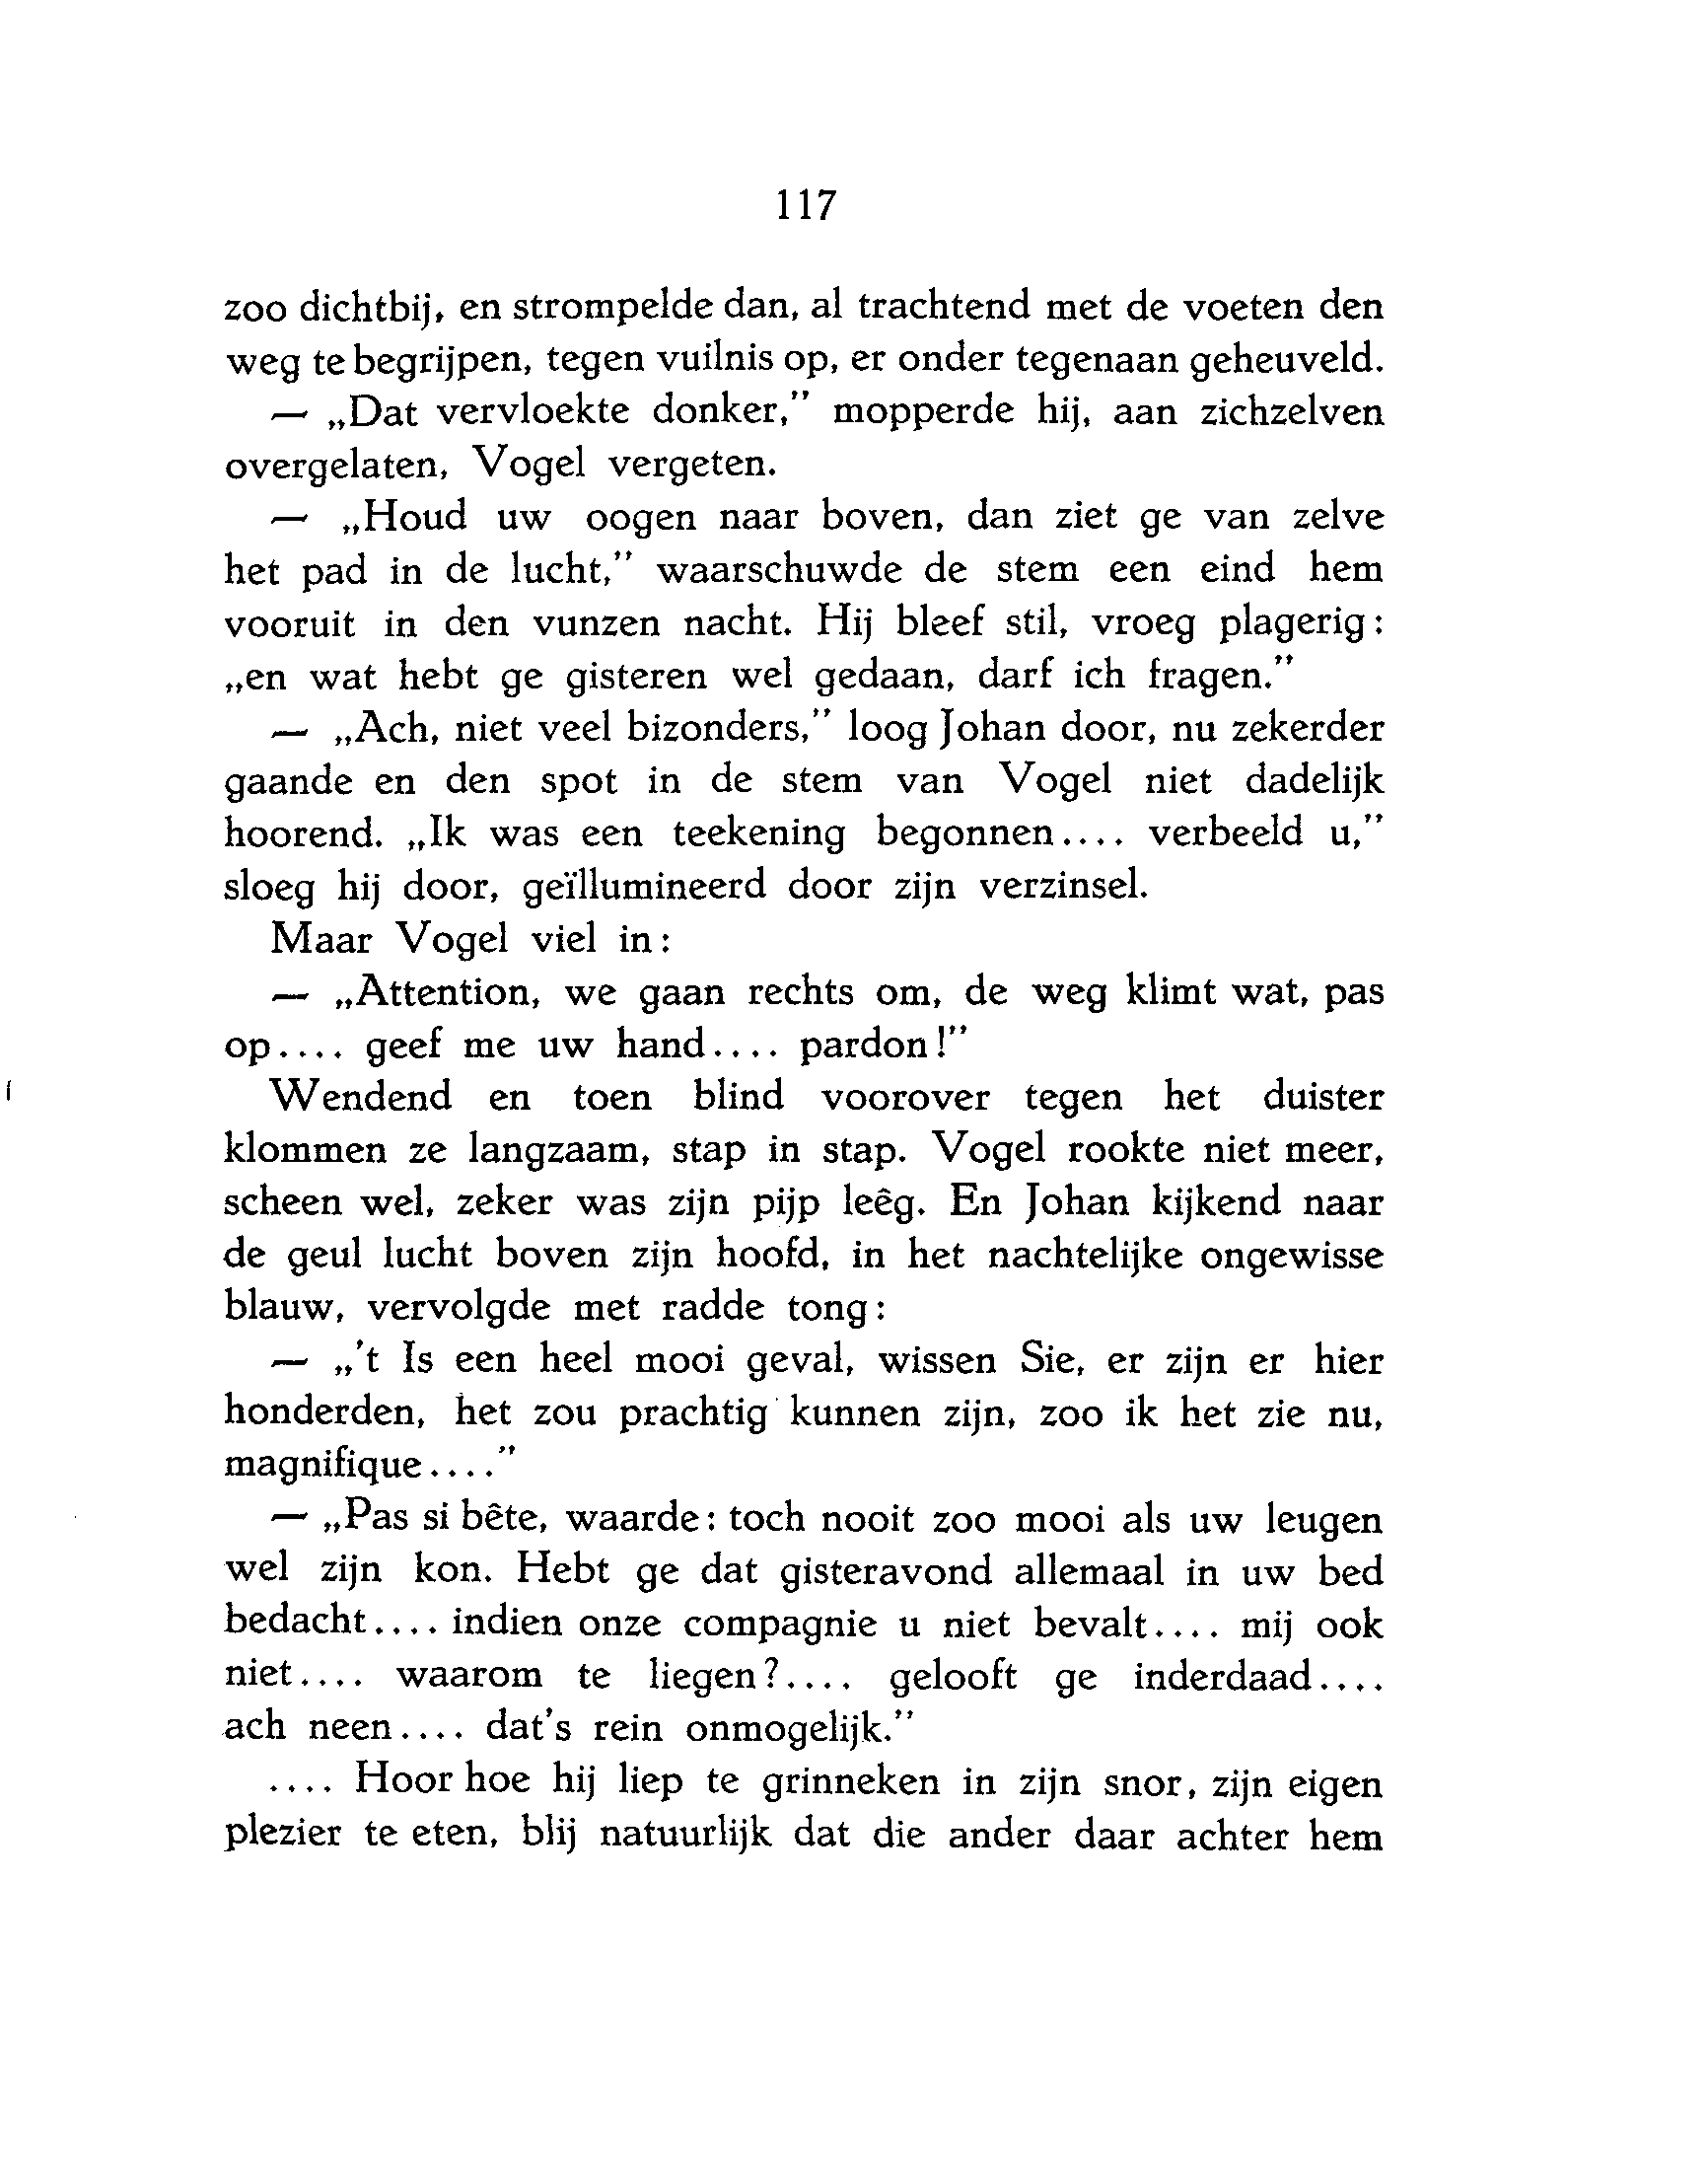 117
zoo dichtbij, en strompelde dan, al trachtend met de voeten den
weg te begrijpen, tegen vuilnis op, er onder tegenaan geheuveld.
— „Dat vervloekte donker,” mopperde hij, aan zichzelven
overgelaten, Vogel vergeten.
— „Houd uw oogen naar boven, dan ziet ge van zelve
het pad in de lucht,” waarschuwde de stem een eind hem
vooruit in den vunzen nacht. Hij bleef stil, vroeg plagerig:
„en wat hebt ge gisteren wel gedaan, darf ich fragen.”
— „Ach, niet veel bizonders,” loog Johan door, nu zekerder
gaande en den spot in de stem van Vogel niet dadelijk
hoorend. „Ik was een teekening begonnen.... verbeeld u,”
sloeg hij door, geïllumineerd door zijn verzinsel.
Maar Vogel viel in:
— „Attention, we gaan rechts om, de weg klimt wat, pas
op.... geef me uw hand.... pardon!”
Wendend en toen blind voorover tegen het duister
klommen ze langzaam, stap in stap. Vogel rookte niet meer,
scheen wel, zeker was zijn pijp leêg. En Johan kijkend naar
de geul lucht boven zijn hoofd, in het nachtelijke ongewisse
blauw, vervolgde met radde tong:
— „'t Is een heel mooi geval, wissen Sie, er zijn er hier
honderden, het zou prachtig kunnen zijn, zoo ik het zie nu,
magnifique....”
— „Pas si bête, waarde: toch nooit zoo mooi als uw leugen
wel zijn kon. Hebt ge dat gisteravond allemaal in uw bed
bedacht.... indien onze compagnie u niet bevalt.... mij ook
niet.... waarom te liegen?.... gelooft ge inderdaad....
ach neen.... dat's rein onmogelijk.”
.... Hoor hoe hij liep te grinneken in zijn snor, zijn eigen
plezier te eten, blij natuurlijk dat die ander daar achter hem